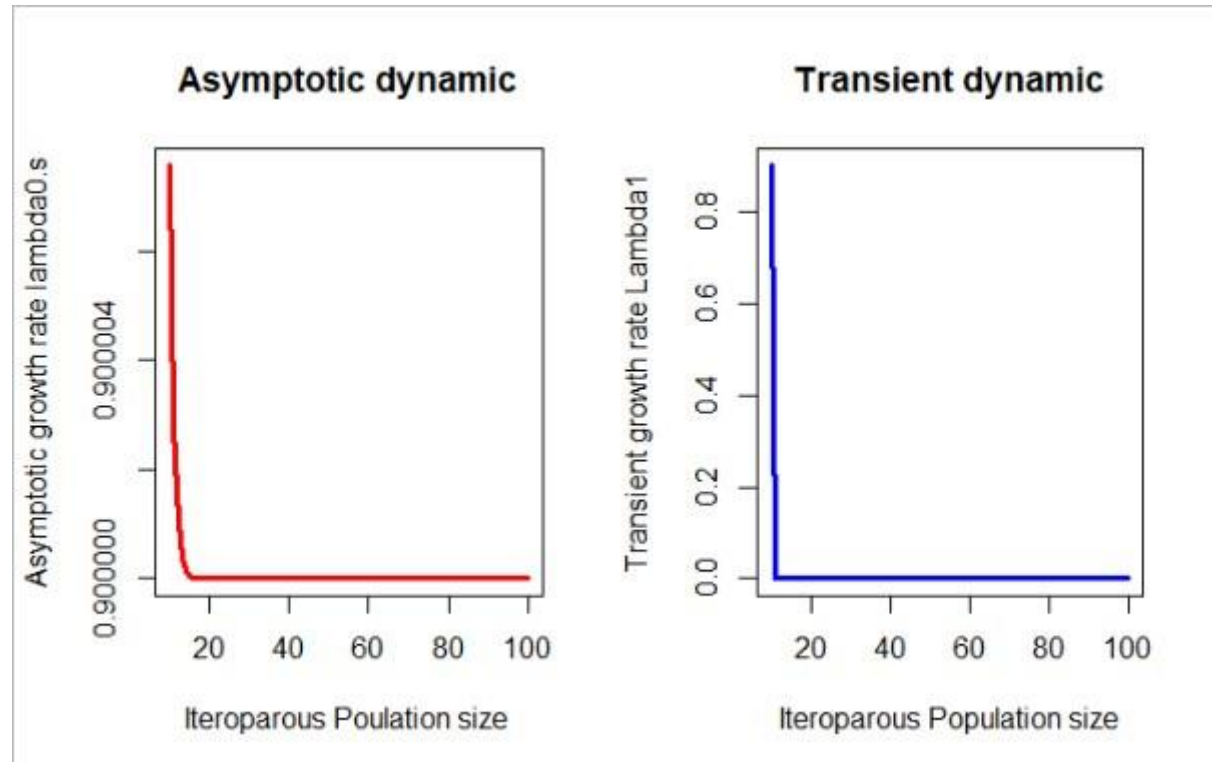 Asymptotic dynamic
Asymptotic growth rate lambda0.s
0.900004
0.900000
20 40 60 80 100
Iteroparous Poulation size
Transient dynamic
Transient growth rate Lambda1
0.8
0.6
0.4
0.2
0.0
20 40 60 80 100
Iteroparous Population size